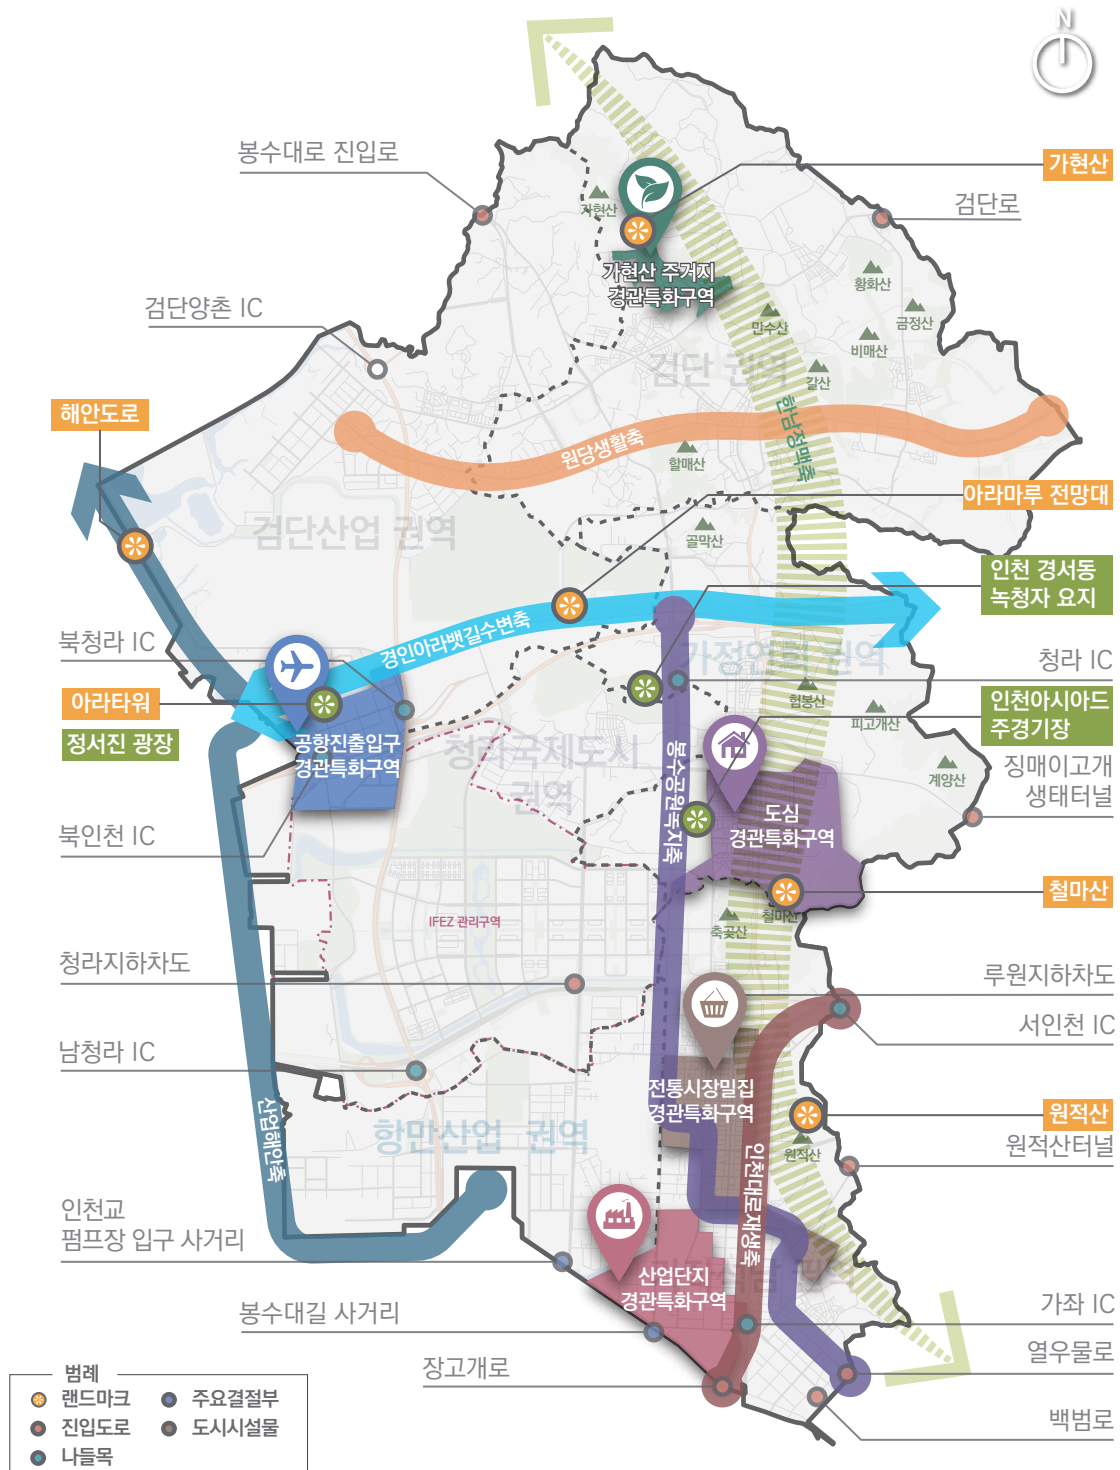 N
봉수대로 진입로
가현산
검단로
가현산
가현산 주거지
경관특화구역
황화산
금정산
검단양촌 IC
만수산
비매산
검단 권역
갈산
해안도로
한남정맥축
원당생활축
할매산
아라마루 전망대
검단산업 권역
골막산
인천 경서동
녹청자 요지
경인아라뱃길수변축
북청라 IC
가정연희 권역
청라 IC
아라타워
정서진 광장
인천아시아드
주경기장
피고개산
공항진출입구
경관특화구역
청라국제도시
권역
봉수공원녹지축
징매이고개
생태터널
계양산
도심
경관특화구역
북인천 IC
철마산
철마산
IFEZ 관리구역
축곶산
청라지하차도
루원지하차도
서인천 IC
남청라 IC
전통시장밀집
경관특화구역
산업해안축
항만산업 권역
원적산
원적산터널
원적산
인천대로재생축
인천교
펌프장 입구 사거리
산업단지
경관특화구역
봉수대길 사거리
가좌 IC
열우물로
장고개로
백범로
범례
랜드마크
주요결절부
진입도로
도시시설물
나들목